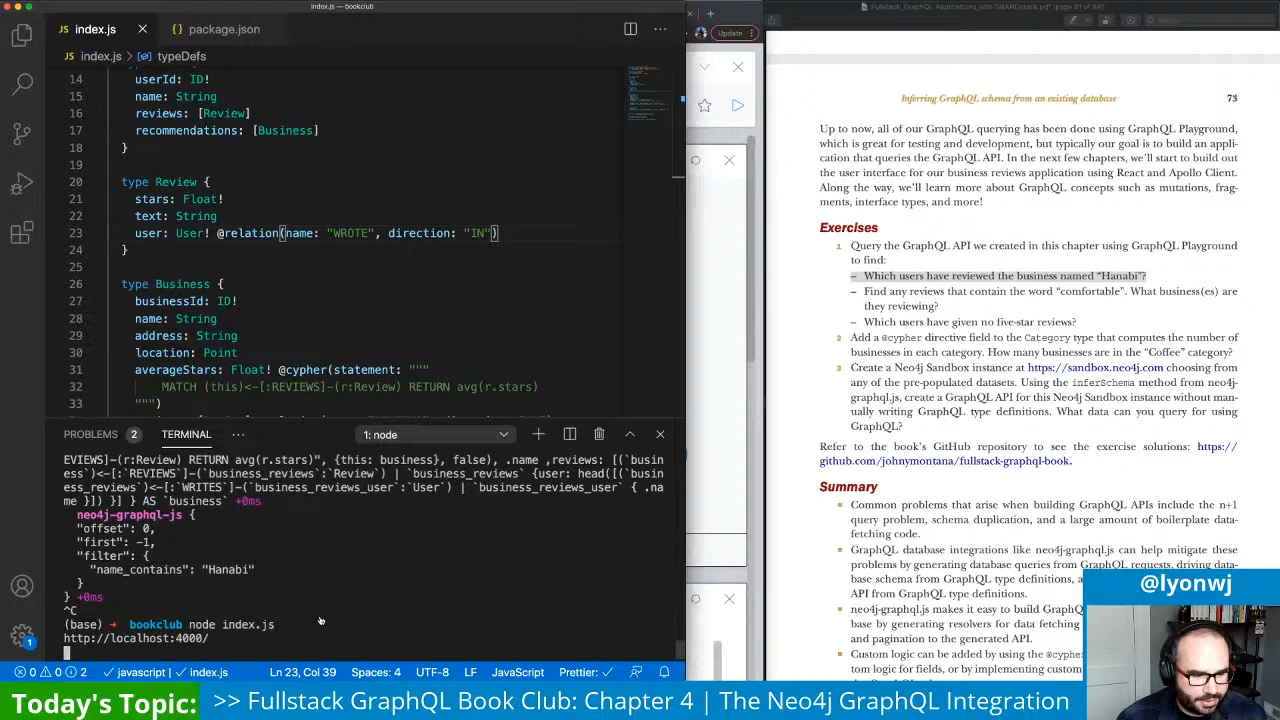 index.js | bookclub
index.js
package.json
index.js > typeDefs
14 userId: ID!
15 name: String
16 reviews: [Review]
17 recommendations: [Business]
18 }
19
20 type Review {
21 stars: Float!
22 text: String
23 user: User! @relation(name: "WROTE", direction: "IN")
24 }
25
26 type Business {
27 businessId: ID!
28 name: String
29 address: String
30 location: Point
31 averageStars: Float! @cypher(statement: """
32 MATCH (this)<-[:REVIEWS]-(r:Review) RETURN avg(r.stars)
33 """)
PROBLEMS 2 TERMINAL ··· 1: node
EVIEWS]-(r:Review) RETURN avg(r.stars)", {this: business}, false), .name ,reviews: [(`busin
ess`)<-[:`REVIEWS`]-(`business_reviews`:`Review`) | `business_reviews` {user: head([(`busin
ess_reviews`)<-[:`WRITES`]-(`business_reviews_user`:`User`) | `business_reviews_user` { .na
me }]) }] } AS `business` +0ms
neo4j-graphql-js {
"offset": 0,
"first": -1,
"filter": {
"name_contains": "Hanabi"
}
} +0ms
^C
(base) ➜ bookclub node index.js
http://localhost:4000/
1
0 0 2 javascript | index.js Ln 23, Col 39 Spaces: 4 UTF-8 LF JavaScript Prettier:
Update
Fullstack_GraphQL_Applications_with_GRANDstack.pdf (page 91 of 94)
Search
Inferring GraphQL schema from an existing database 73
Up to now, all of our GraphQL querying has been done using GraphQL Playground,
which is great for testing and development, but typically our goal is to build an appli-
cation that queries the GraphQL API. In the next few chapters, we'll start to build out
the user interface for our business reviews application using React and Apollo Client.
Along the way, we'll learn more about GraphQL concepts such as mutations, frag-
ments, interface types, and more!
Exercises
1 Query the GraphQL API we created in this chapter using GraphQL Playground
to find:
– Which users have reviewed the business named “Hanabi”?
– Find any reviews that contain the word “comfortable”. What business(es) are
they reviewing?
– Which users have given no five-star reviews?
2 Add a @cypher directive field to the Category type that computes the number of
businesses in each category. How many businesses are in the “Coffee” category?
3 Create a Neo4j Sandbox instance at https://sandbox.neo4j.com choosing from
any of the pre-populated datasets. Using the inferSchema method from neo4j-
graphql.js, create a GraphQL API for this Neo4j Sandbox instance without man-
ually writing GraphQL type definitions. What data can you query for using
GraphQL?
Refer to the book's GitHub repository to see the exercise solutions: https://
github.com/johnymontana/fullstack-graphql-book.
Summary
Common problems that arise when building GraphQL APIs include the n+1
query problem, schema duplication, and a large amount of boilerplate data-
fetching code.
GraphQL database integrations like neo4j-graphql.js can help mitigate these
problems by generating database queries from GraphQL requests, driving data-
base schema from GraphQL type definitions, a
API from GraphQL type definitions.
neo4j-graphql.js makes it easy to build GraphQ
base by generating resolvers for data fetching
and pagination to the generated API.
Custom logic can be added by using the @cypher
tom logic for fields, or by implementing custom
@lyonwj
Today's Topic: >> Fullstack GraphQL Book Club: Chapter 4 | The Neo4j GraphQL Integration